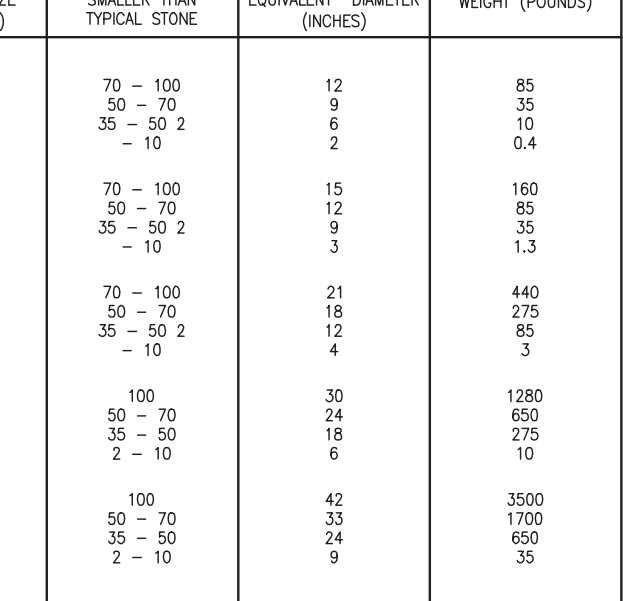 ZE SMALLER THAN EQUIVALENT DIAMETER WEIGHT (POUNDS)
) TYPICAL STONE (INCHES)
70 – 100 12 85
50 – 70 9 35
35 – 50 2 6 10
– 10 2 0.4
70 – 100 15 160
50 – 70 12 85
35 – 50 2 9 35
– 10 3 1.3
70 – 100 21 440
50 – 70 18 275
35 – 50 2 12 85
– 10 4 3
100 30 1280
50 – 70 24 650
35 – 50 18 275
2 – 10 6 10
100 42 3500
50 – 70 33 1700
35 – 50 24 650
2 – 10 9 35